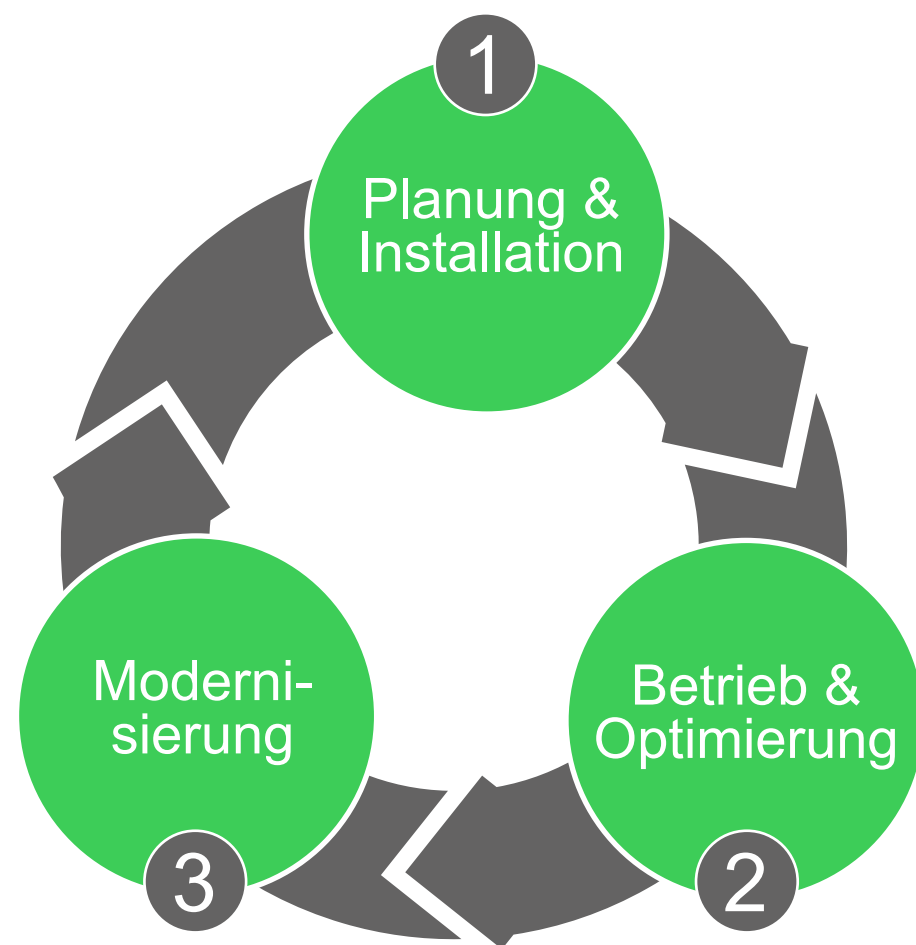 1
Planung &
Installation
Moderni-
sierung
3
Betrieb &
Optimierung
2